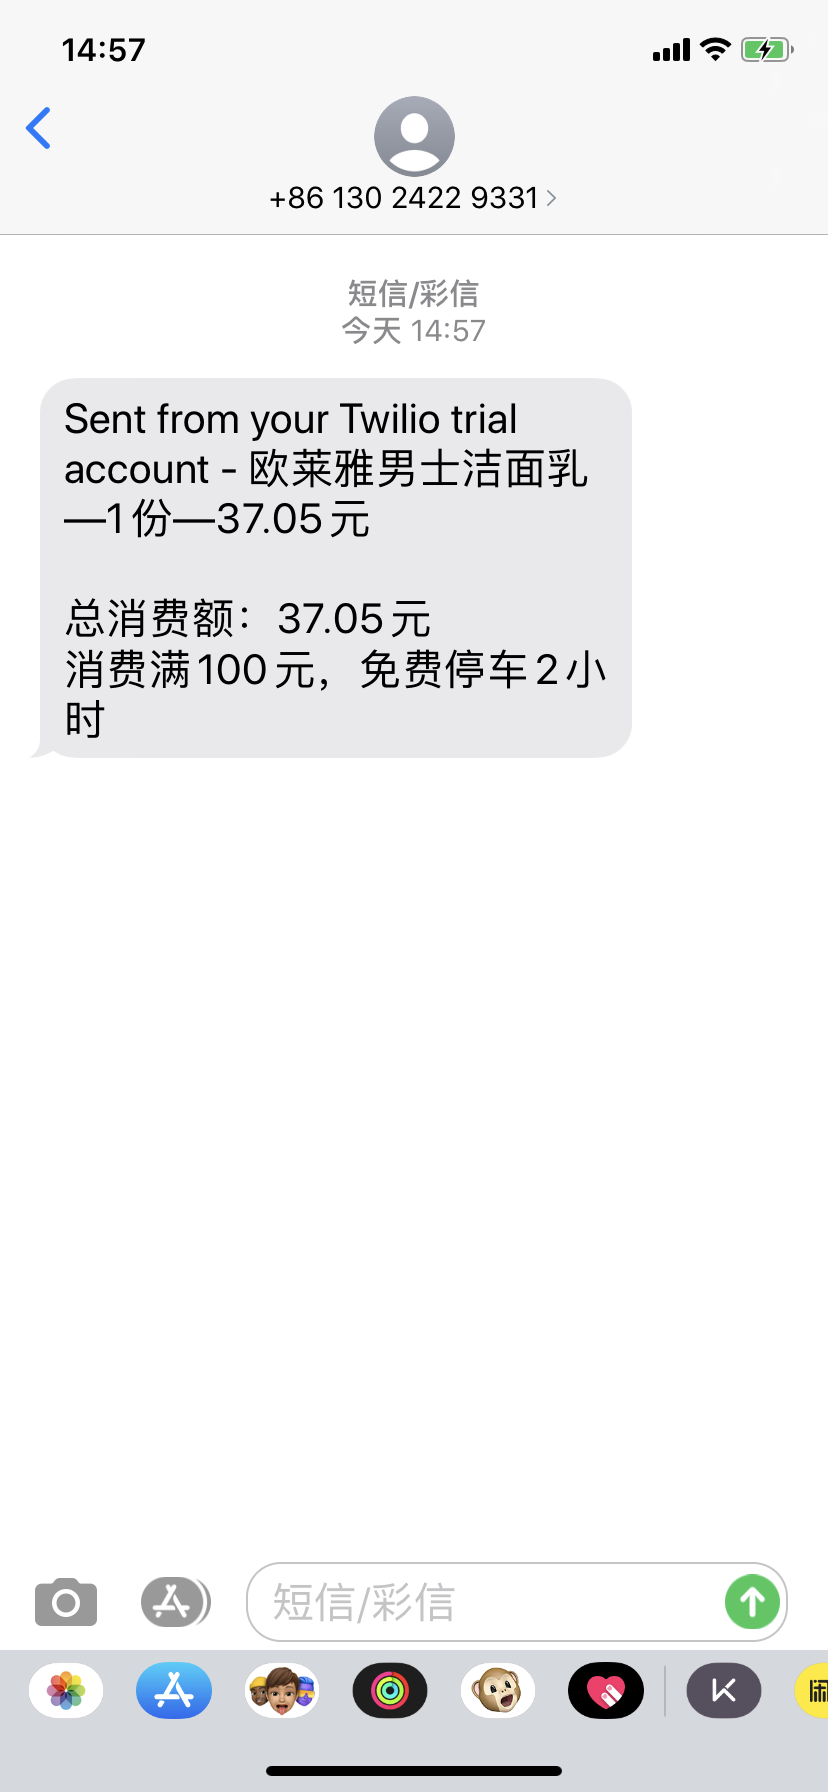 14:57
+86 130 2422 9331
短信/彩信
今天 14:57
Sent from your Twilio trial
account - 欧莱雅男士洁面乳
—1份—37.05元
总消费额：37.05元
消费满100元，免费停车2小
时
短信/彩信
闲